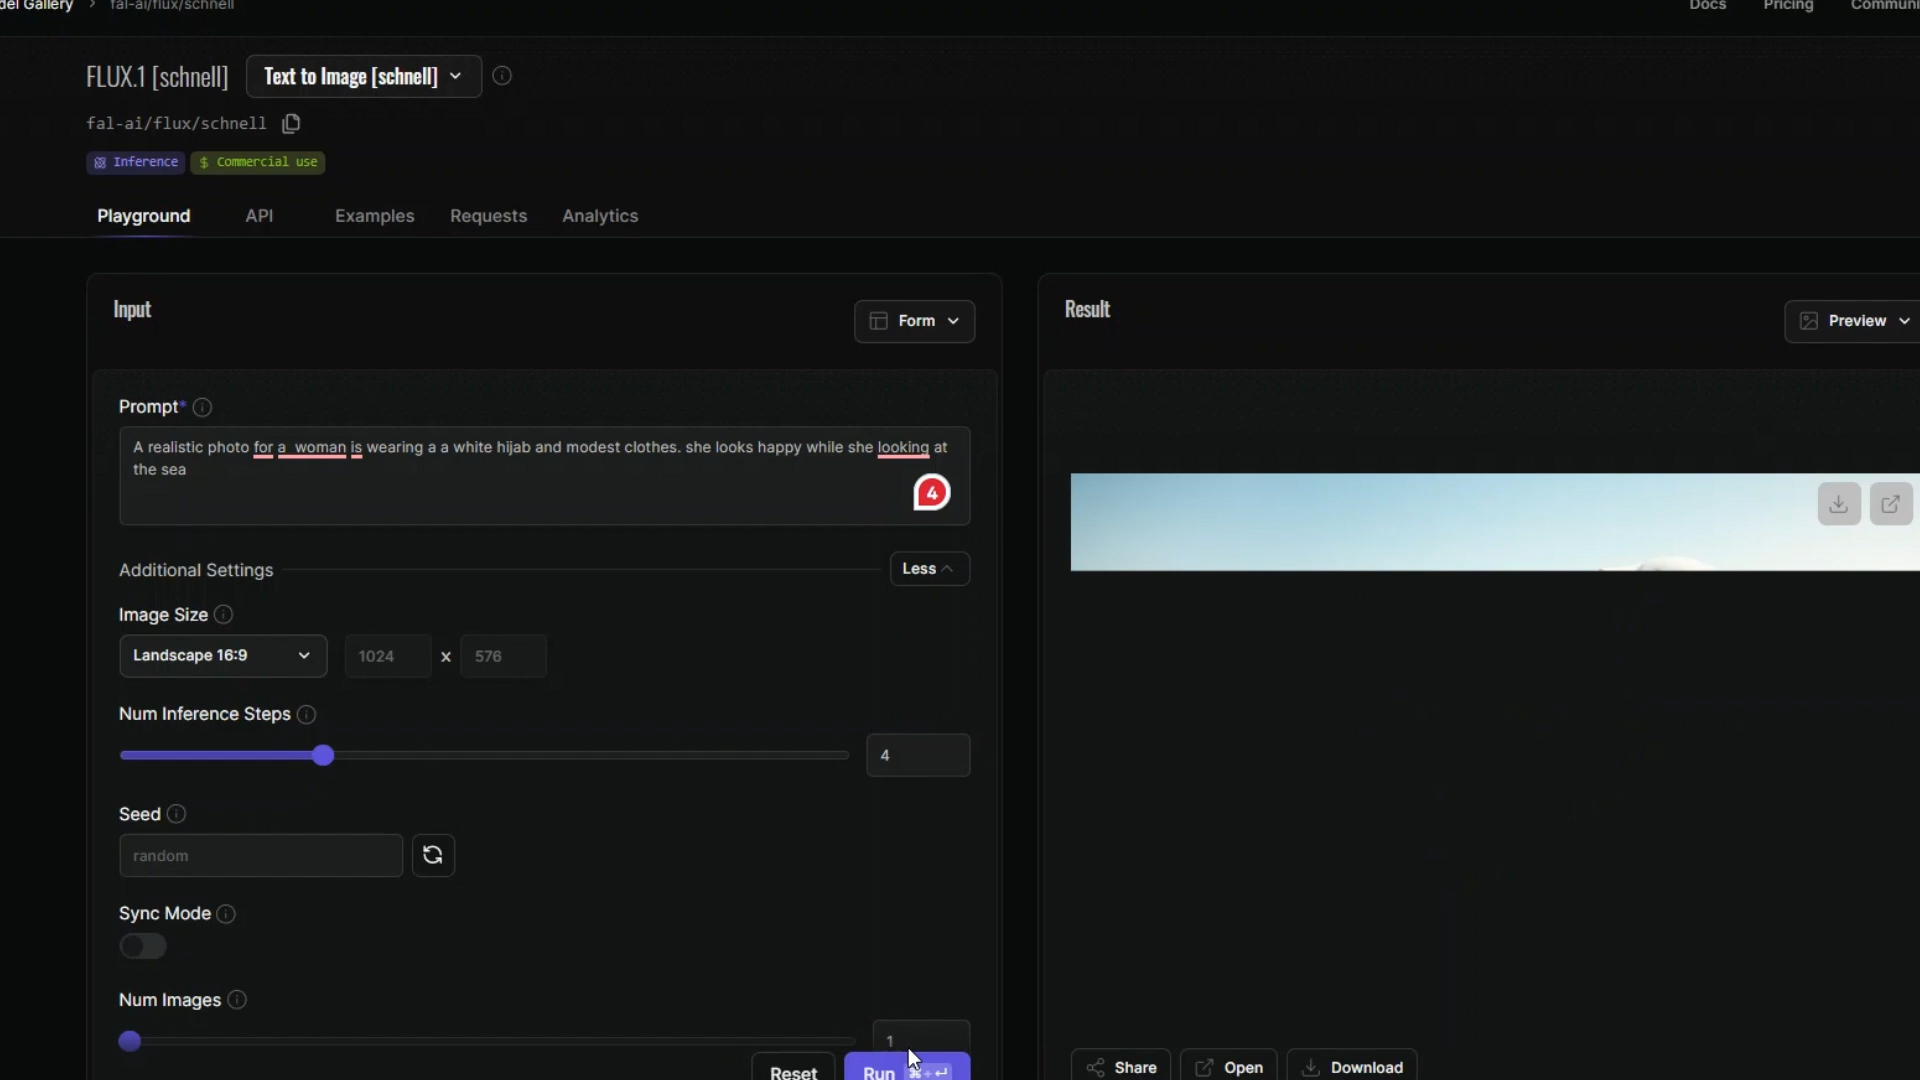 del Gallery > fal-ai/flux/schnell
Docs Pricing Communi
FLUX.1 [schnell] Text to Image [schnell]
fal-ai/flux/schnell
Inference $ Commercial use
Playground API Examples Requests Analytics
Input
Form
Result
Preview
Prompt*
A realistic photo for a  woman is wearing a a white hijab and modest clothes. she looks happy while she looking at
the sea
4
Additional Settings
Less
Image Size
Landscape 16:9
1024 x 576
Num Inference Steps
4
Seed
random
Sync Mode
Num Images
1
Reset
Run ⌘+↵
Share
Open
Download